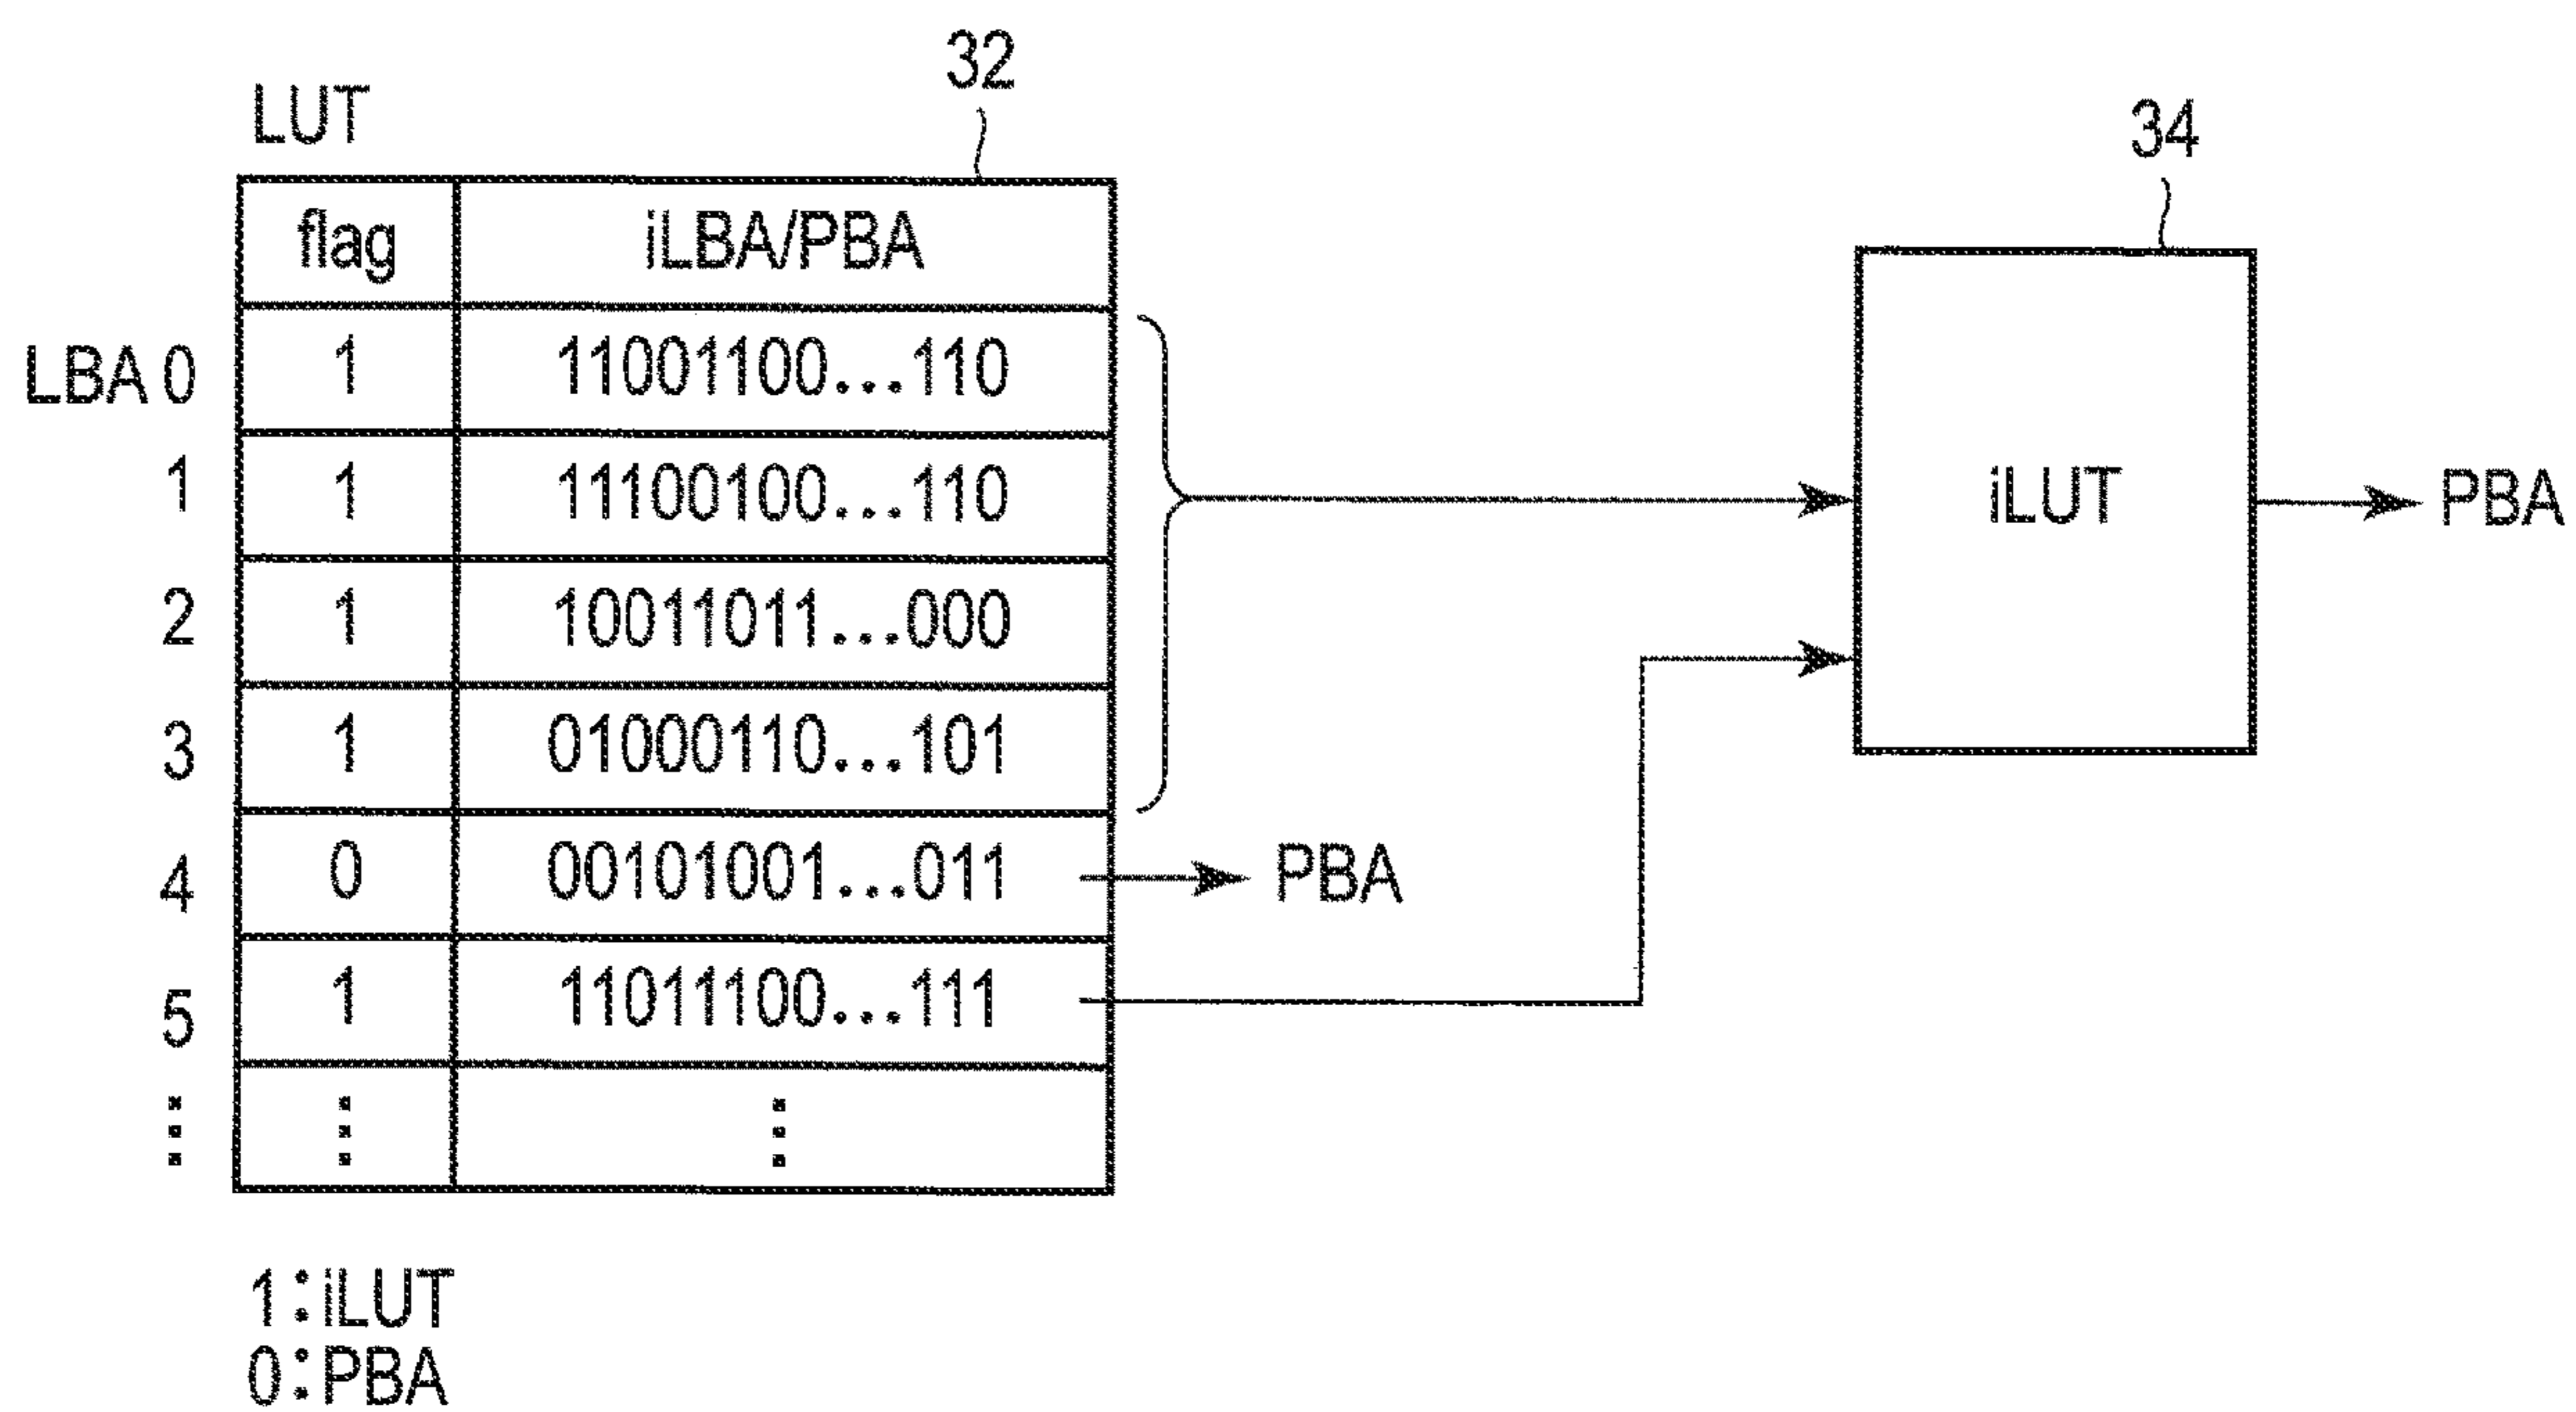 32
LUT
34
flag iLBA/PBA
LBA 0 1 11001100...110
1 1 11100100...110
iLUT PBA
2 1 10011011...000
3 1 01000110...101
4 0 00101001...011 PBA
5 1 11011100...111
1:iLUT
0:PBA